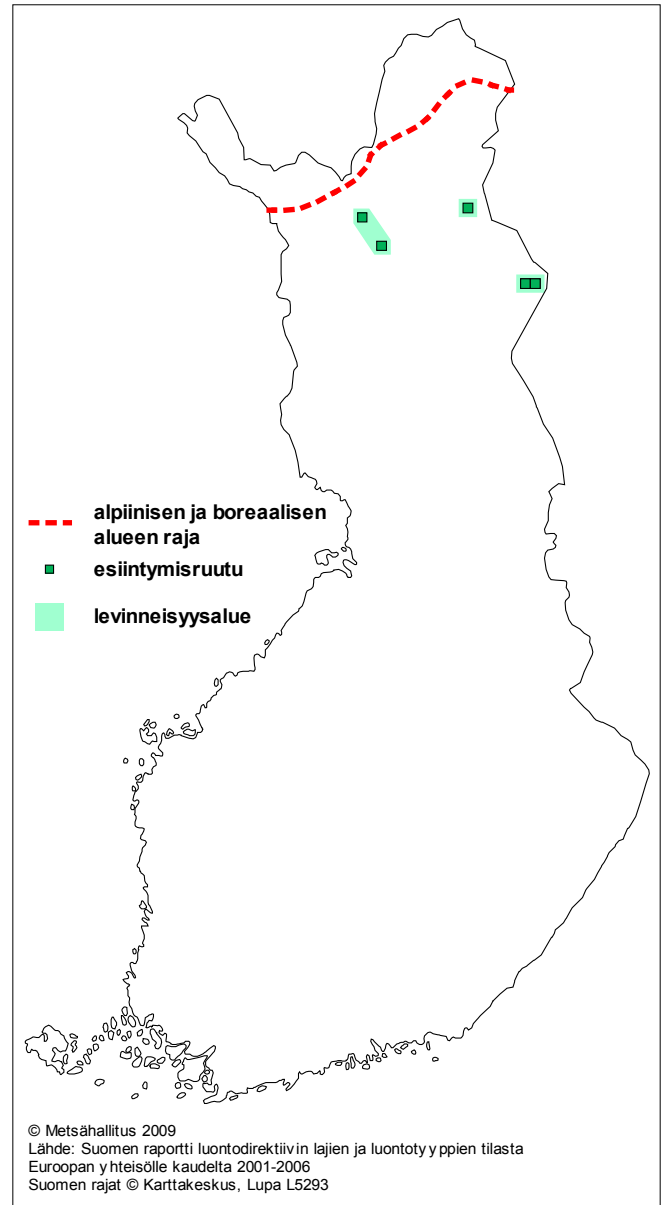 alpiinisen ja boreaalisen
alueen raja
esiintymisruutu
levinneisyysalue
© Metsähallitus 2009
Lähde: Suomen raportti luontodirektiivin lajien ja luontotyyppien tilasta
Euroopan yhteisölle kaudelta 2001-2006
Suomen rajat © Karttakeskus, Lupa L5293